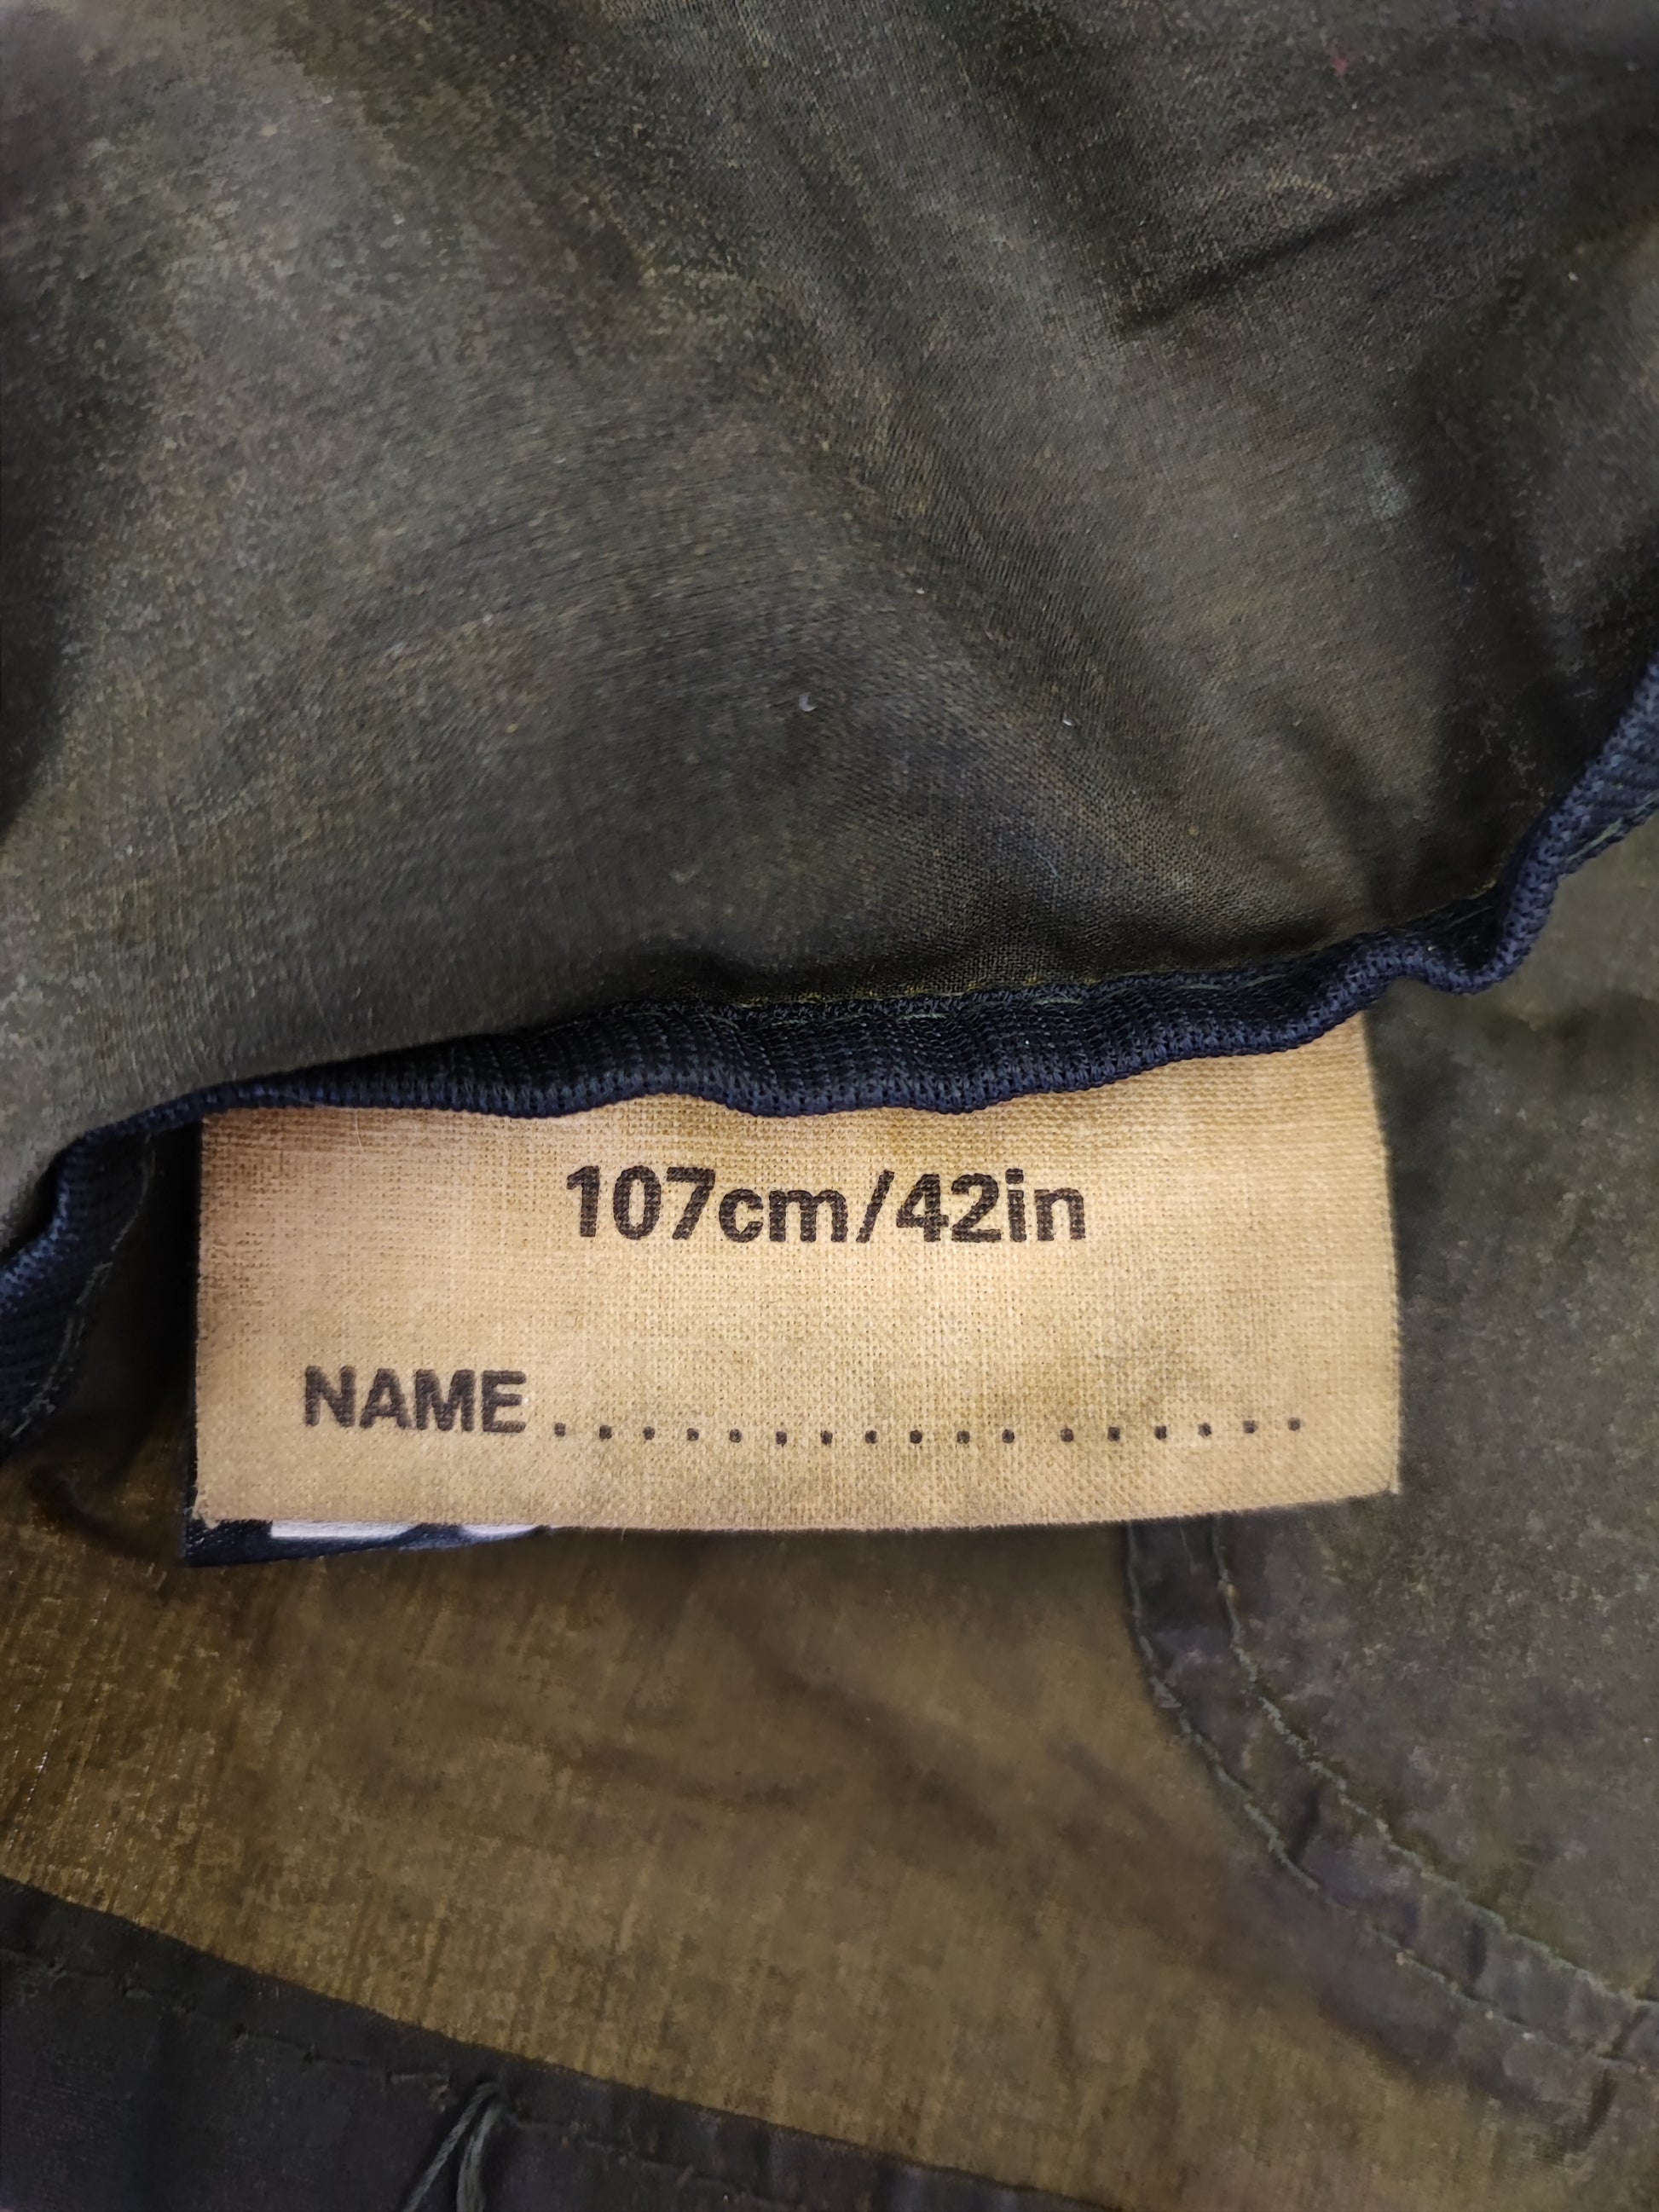 107cm/42in
NAME . . . . . . . . . . . . . . . . .